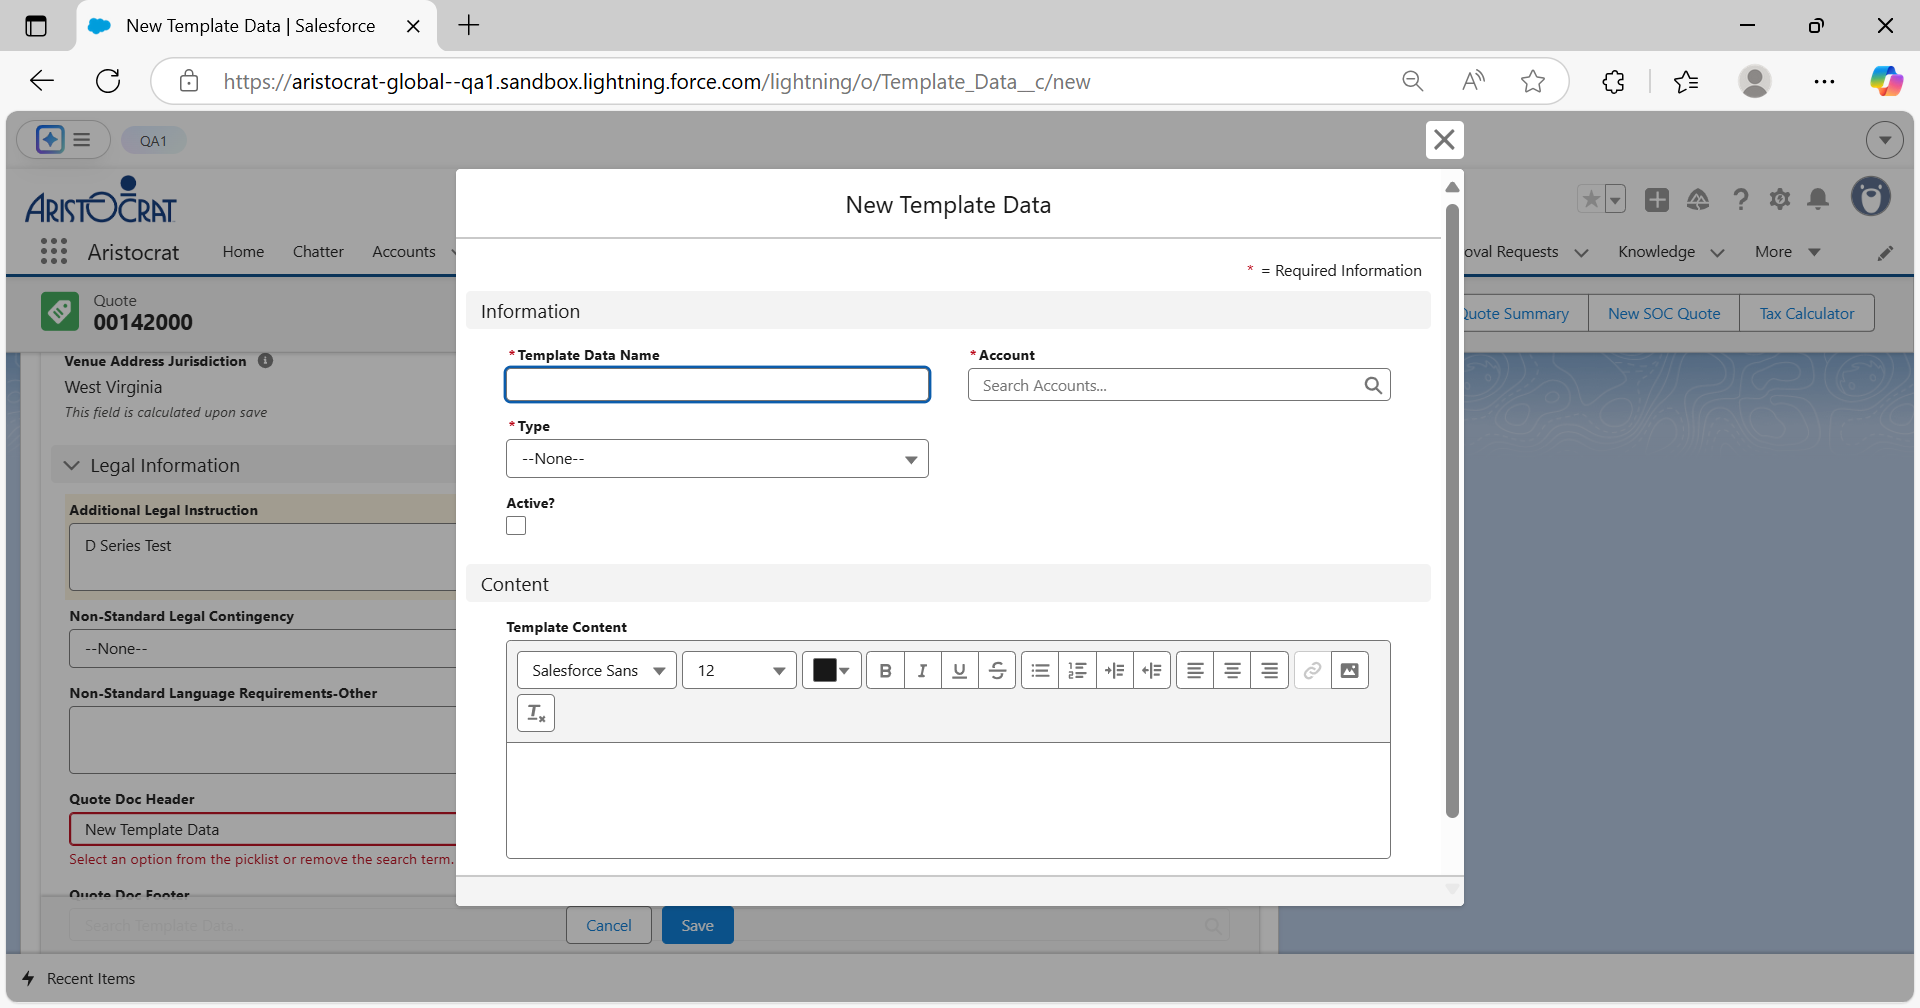 New Template Data | Salesforce
https://aristocrat-global--qa1.sandbox.lightning.force.com/lightning/o/Template_Data__c/new
QA1
ARISTOCRAT
Aristocrat
Home
Chatter
Accounts
oval Requests
Knowledge
More
Quote
00142000
Quote Summary
New SOC Quote
Tax Calculator
Venue Address Jurisdiction
West Virginia
This field is calculated upon save
Legal Information
Additional Legal Instruction
D Series Test
Non-Standard Legal Contingency
--None--
Non-Standard Language Requirements-Other
Quote Doc Header
New Template Data
Select an option from the picklist or remove the search term.
Quote Doc Footer
Search Template Data...
Cancel
Save
Recent Items
New Template Data
* = Required Information
Information
*Template Data Name
*Account
Search Accounts...
*Type
--None--
Active?
Content
Template Content
Salesforce Sans
12